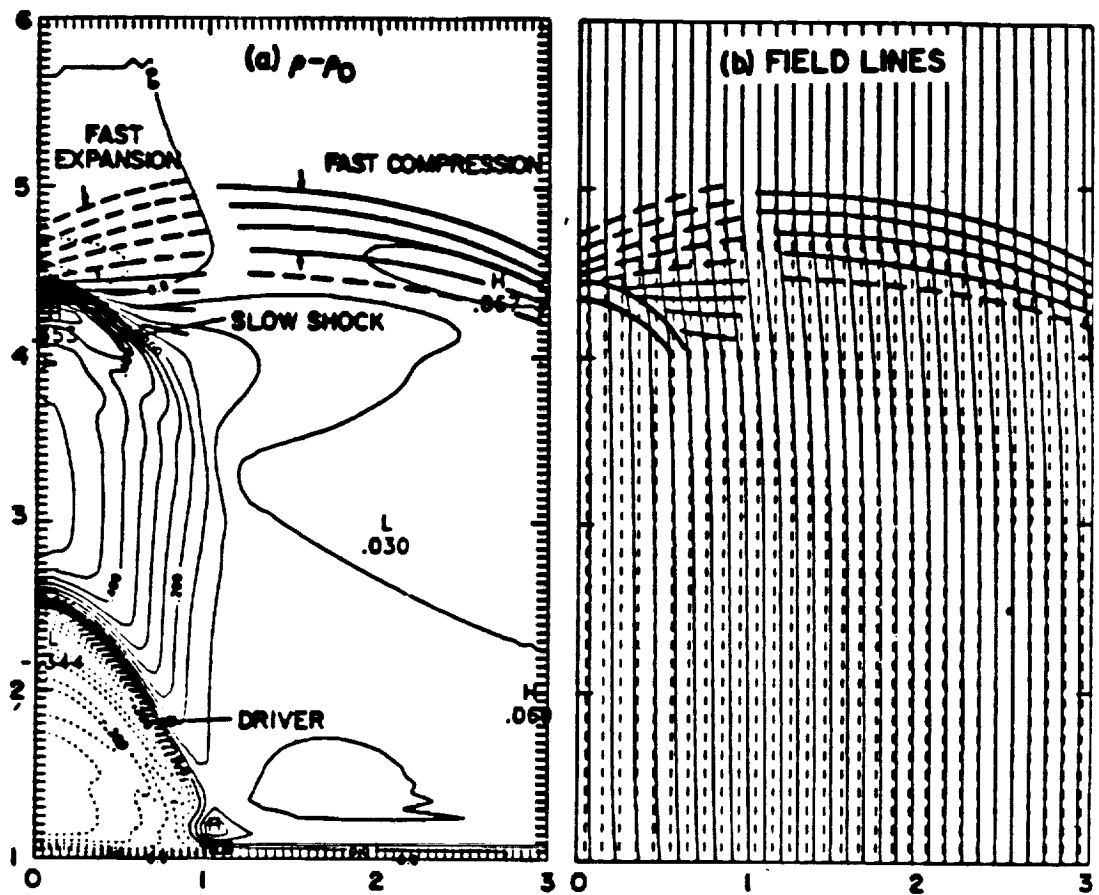 (a) ρ-ρ0
(b) FIELD LINES
FAST
EXPANSION
FAST COMPRESSION
H
.067
SLOW SHOCK
L
.030
H
DRIVER
6
5
4
3
2
1
0
1
2
3
0
1
2
3